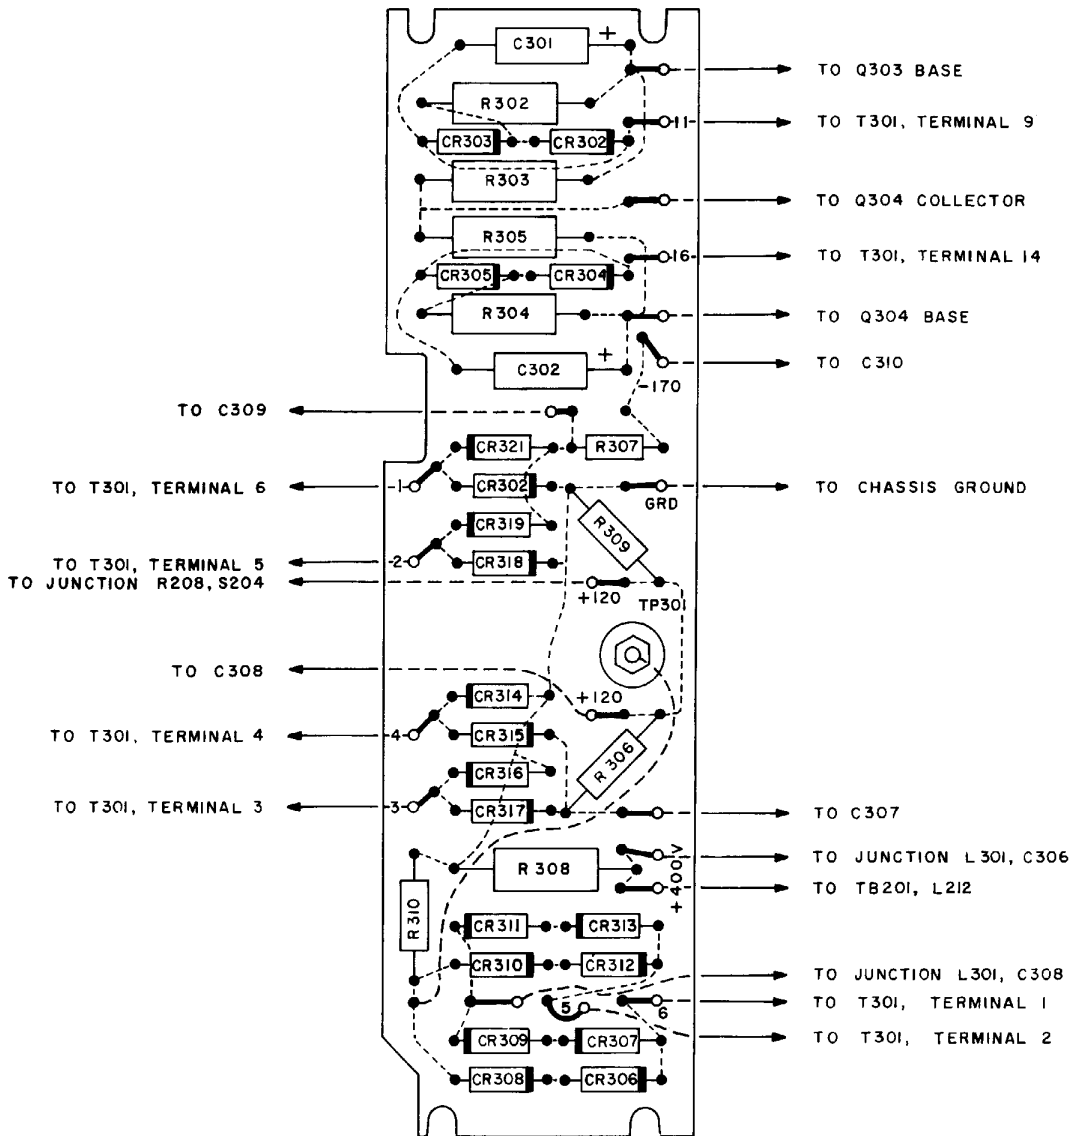 C301 +
TO Q303 BASE
R302
11
TO T301, TERMINAL 9
CR303 CR302
R303
TO Q304 COLLECTOR
R305
16
TO T301, TERMINAL 14
CR305 CR304
R304
TO Q304 BASE
C302 +
TO C310
-170
TO C309
CR321 R307
TO T301, TERMINAL 6
1
CR302
GRD
TO CHASSIS GROUND
CR319
R309
TO T301, TERMINAL 5
2
CR318
TO JUNCTION R208, S204
+120
TP301
TO C308
CR314
+120
TO T301, TERMINAL 4
4
CR315
R306
CR316
TO T301, TERMINAL 3
3
CR317
TO C307
R308
+400V
TO JUNCTION L301, C306
TO TB201, L212
R310
CR311 CR313
CR310 CR312
TO JUNCTION L301, C308
5
6
TO T301, TERMINAL 1
TO T301, TERMINAL 2
CR309 CR307
CR308 CR306